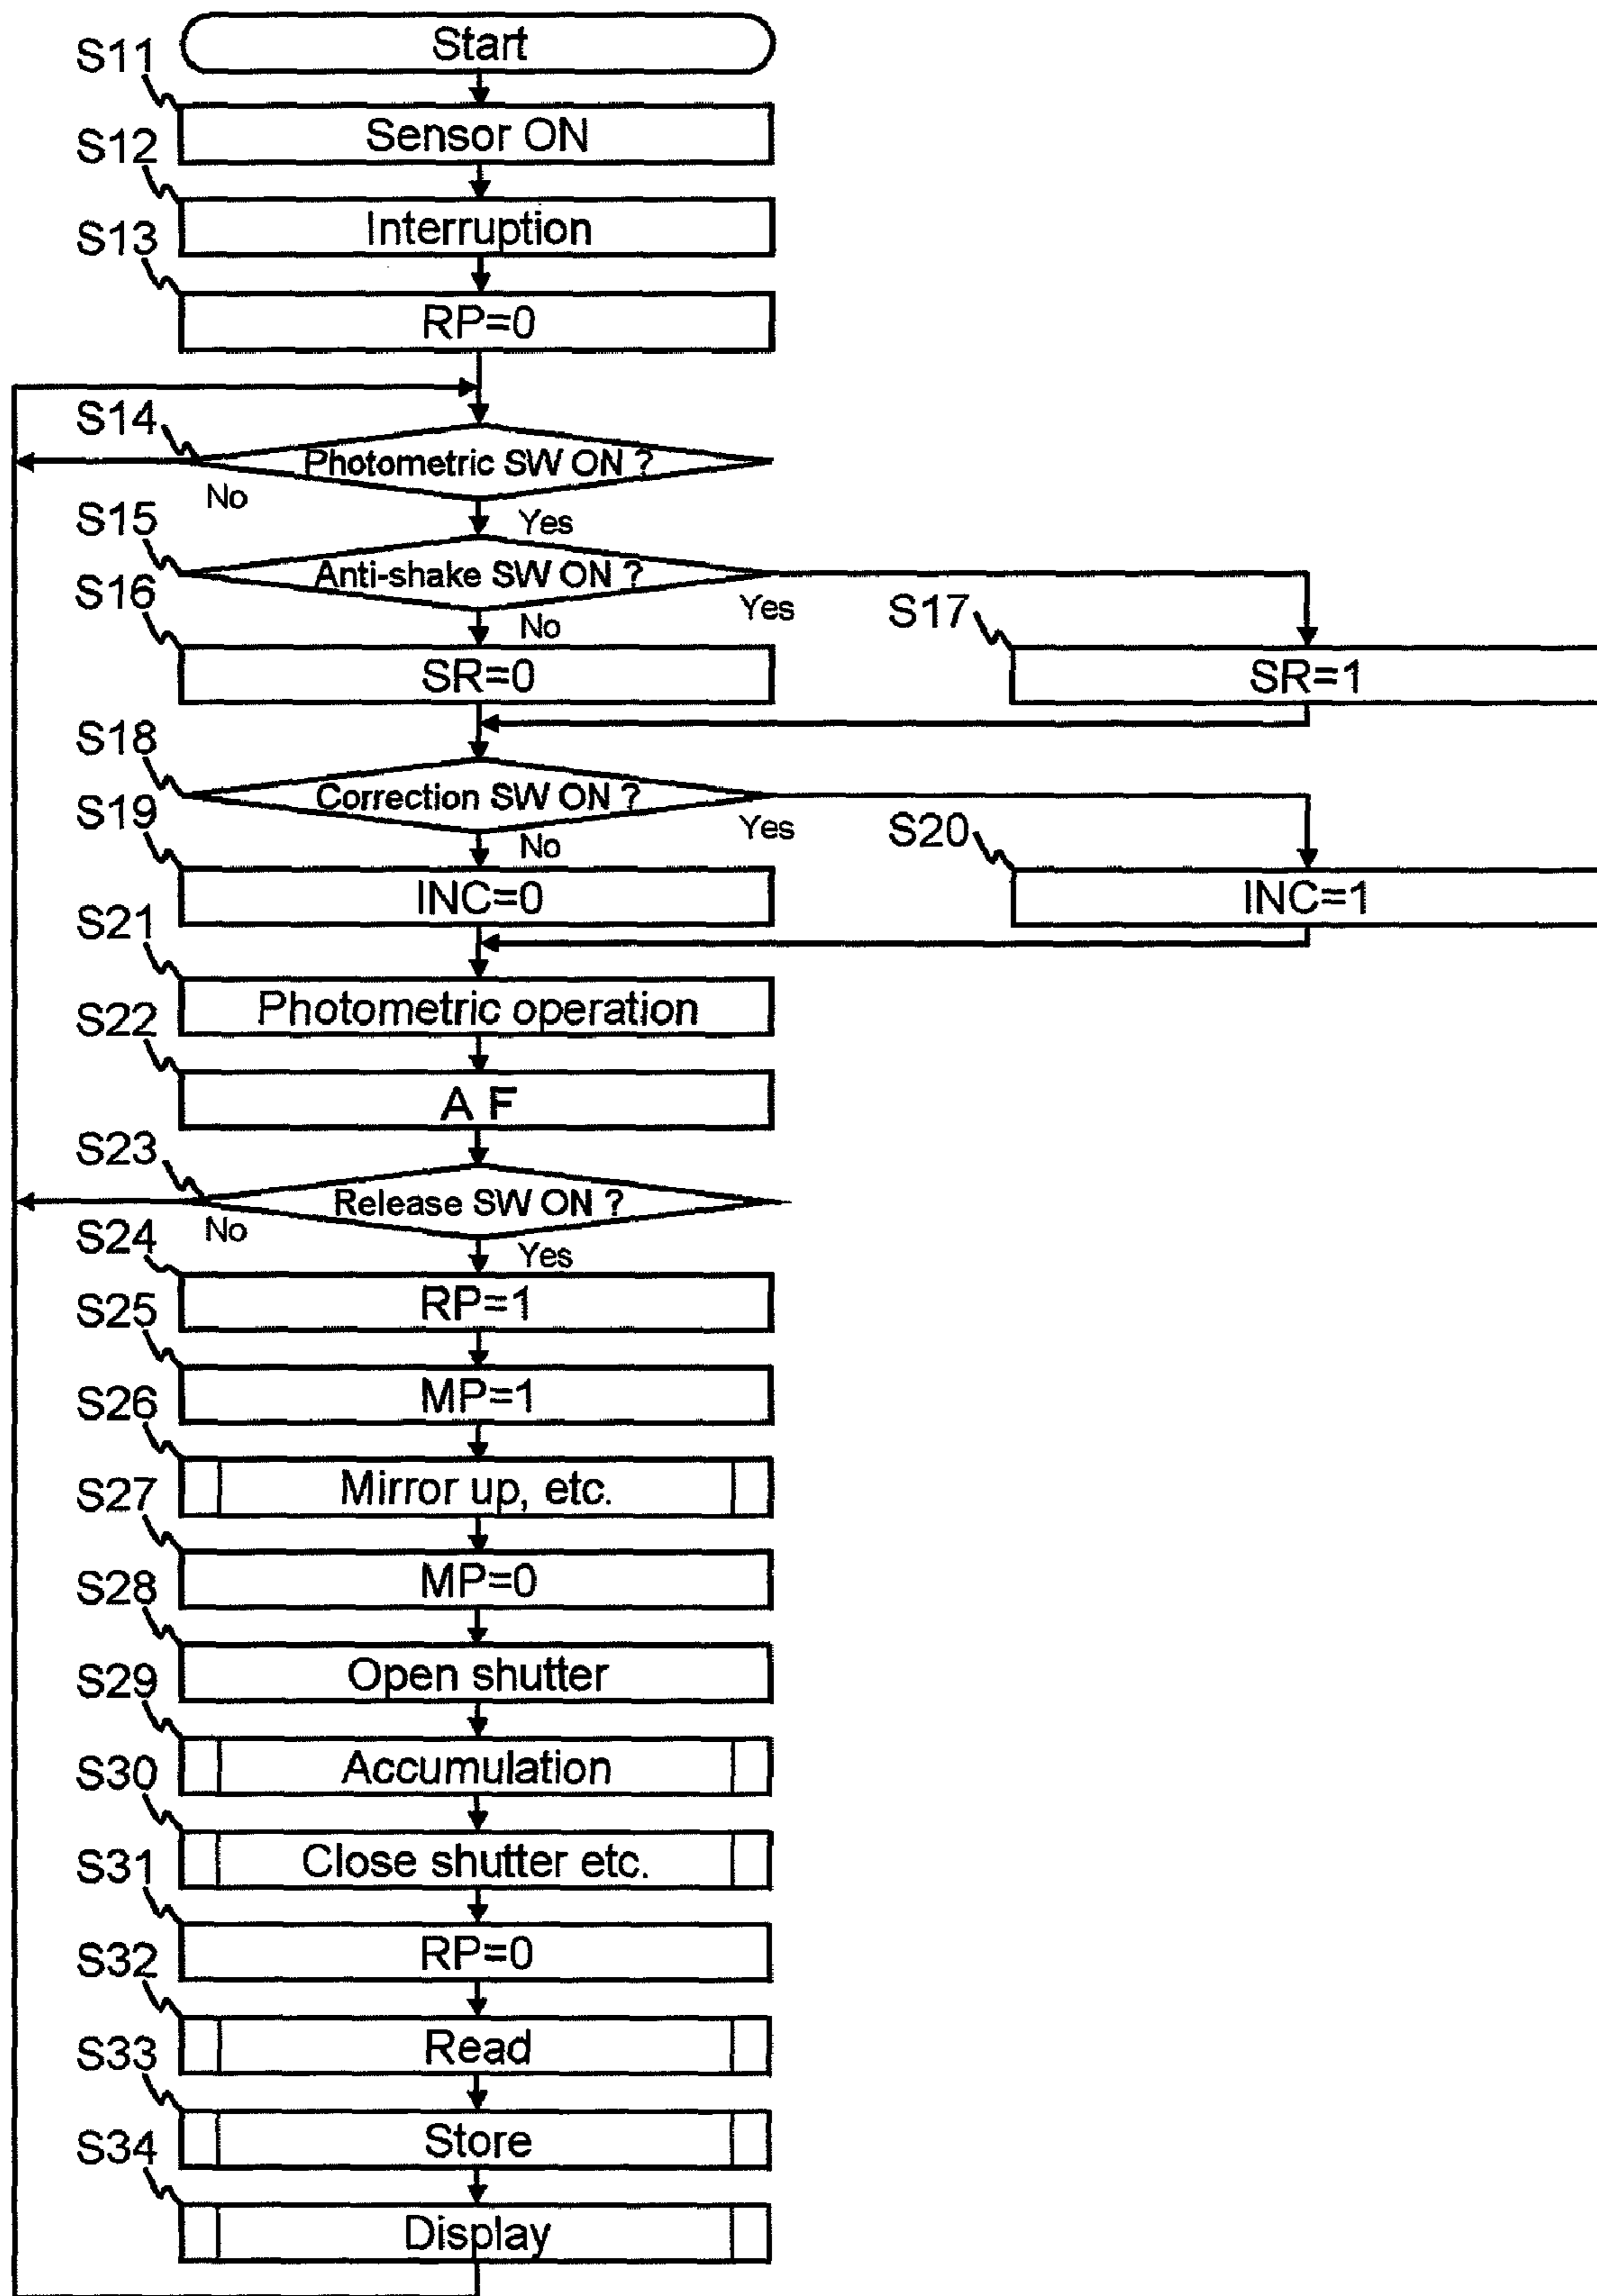 Start
S11
Sensor ON
S12
Interruption
S13
RP=0
S14
Photometric SW ON ?
No
Yes
S15
Anti-shake SW ON ?
Yes
No
S16
SR=0
S17
SR=1
S18
Correction SW ON ?
Yes
No
S19
INC=0
S20
INC=1
S21
Photometric operation
S22
A F
S23
Release SW ON ?
No
Yes
S24
RP=1
S25
MP=1
S26
Mirror up, etc.
S27
MP=0
S28
Open shutter
S29
Accumulation
S30
Close shutter etc.
S31
RP=0
S32
Read
S33
Store
S34
Display